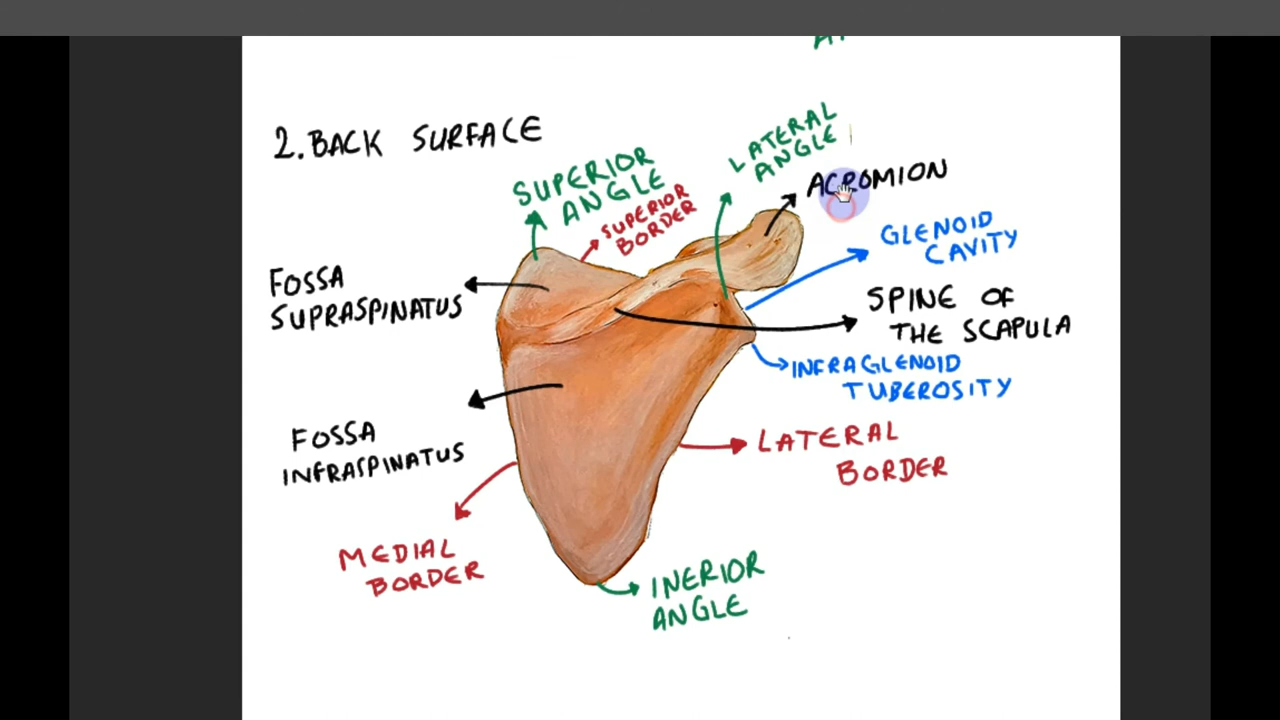 2. BACK SURFACE
SUPERIOR
ANGLE
SUPERIOR
BORDER
LATERAL
ANGLE
ACROMION
GLENOID
CAVITY
FOSSA
SUPRASPINATUS
SPINE OF
THE SCAPULA
INFRAGLENOID
TUBEROSITY
FOSSA
INFRASPINATUS
LATERAL
BORDER
MEDIAL
BORDER
INERIOR
ANGLE